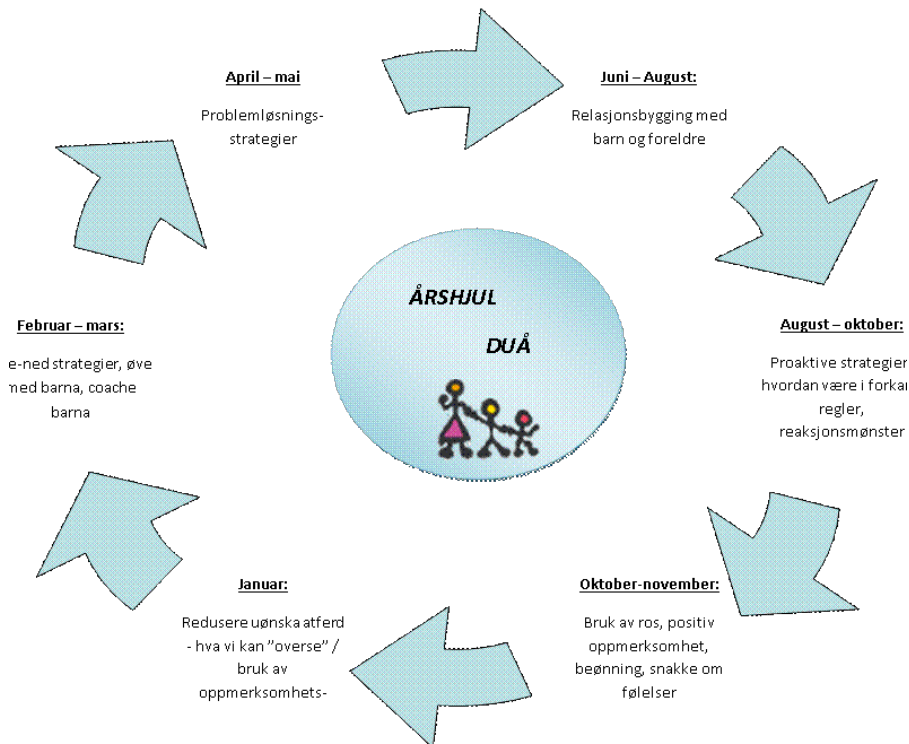 April – mai
Problemløsnings-
strategier
Juni – August:
Relasjonsbygging med
barn og foreldre
August – oktober:
Proaktive strategier
hvordan være i forkan
regler,
reaksjonsmønster
Oktober-november:
Bruk av ros, positiv
oppmerksomhet,
beønning, snakke om
følelser
Januar:
Redusere uønska atferd
- hva vi kan ”overse” /
bruk av
oppmerksomhets-
Februar – mars:
e-ned strategier, øve
med barna, coache
barna
ÅRSHJUL
DUÅ